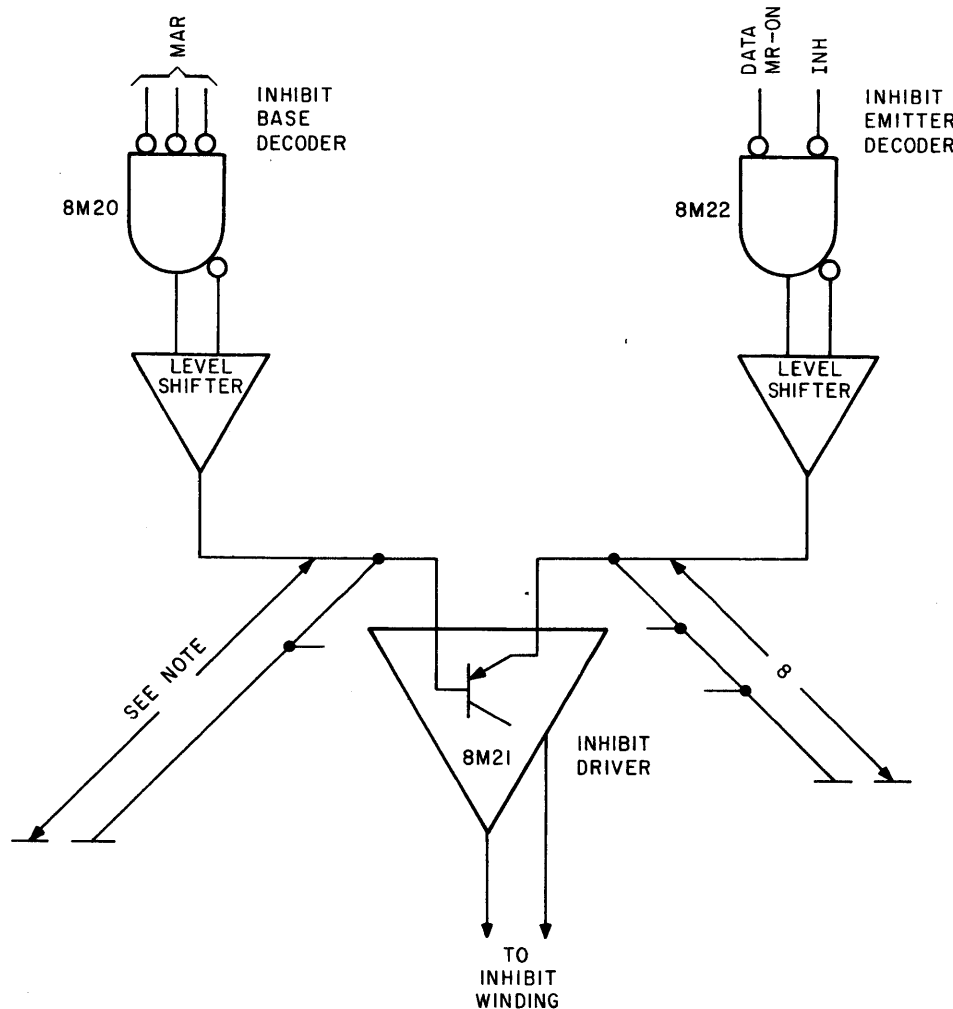 MAR
INHIBIT
BASE
DECODER
8M20
DATA
MR-ON
INH
INHIBIT
EMITTER
DECODER
8M22
LEVEL
SHIFTER
LEVEL
SHIFTER
SEE NOTE
8
8M21
INHIBIT
DRIVER
TO
INHIBIT
WINDING